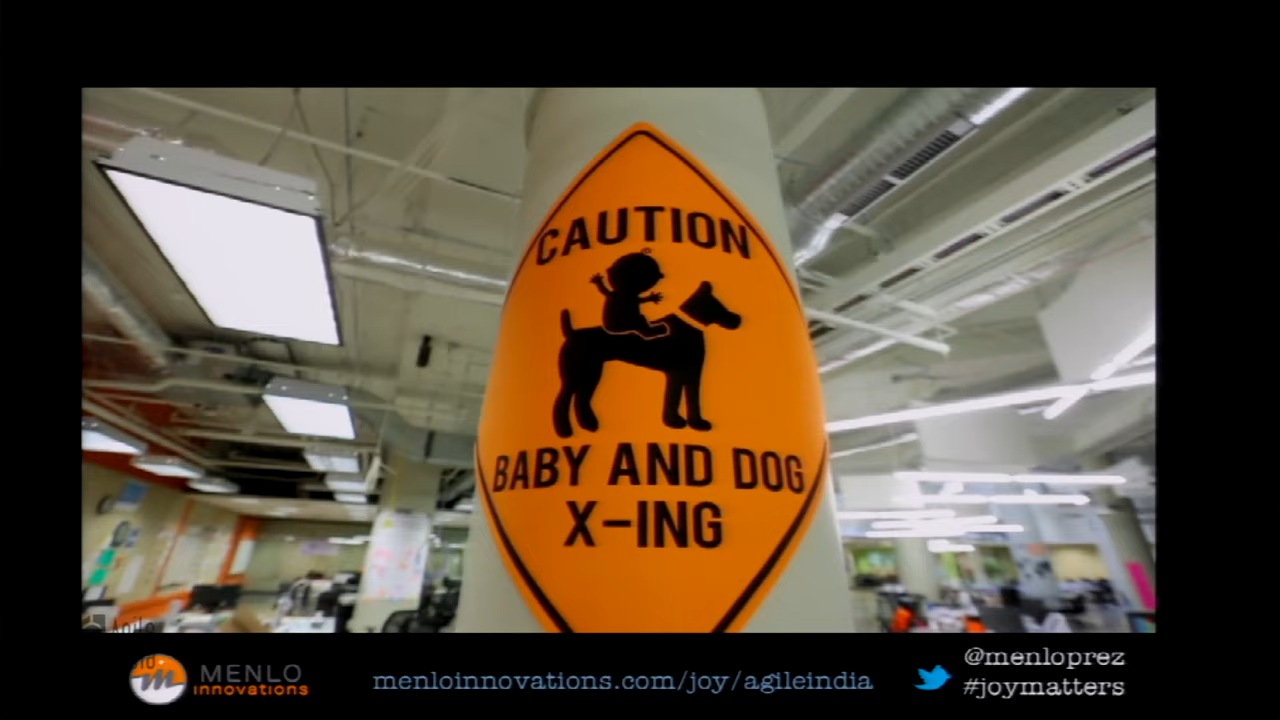 CAUTION
BABY AND DOG
X-ING
MENLO
innovations
menloinnovations.com/joy/agileindia
@menloprez
#joymatters